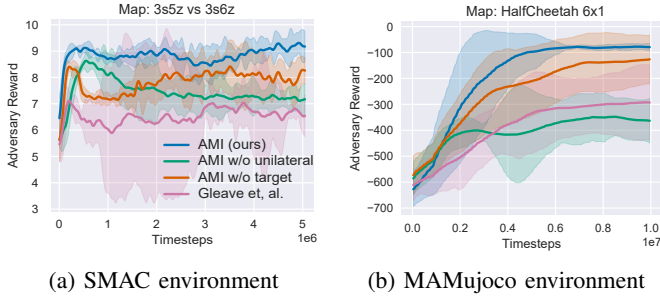 Map: 3s5z vs 3s6z
Adversary Reward
10
9
8
7
6
5
4
3
AMI (ours)
AMI w/o unilateral
AMI w/o target
Gleave et, al.
0 1 2 3 4 5
Timesteps
1e6
(a) SMAC environment
Map: HalfCheetah 6x1
Adversary Reward
0
−100
−200
−300
−400
−500
−600
−700
0.0 0.2 0.4 0.6 0.8 1.0
Timesteps
1e7
(b) MAMujoco environment